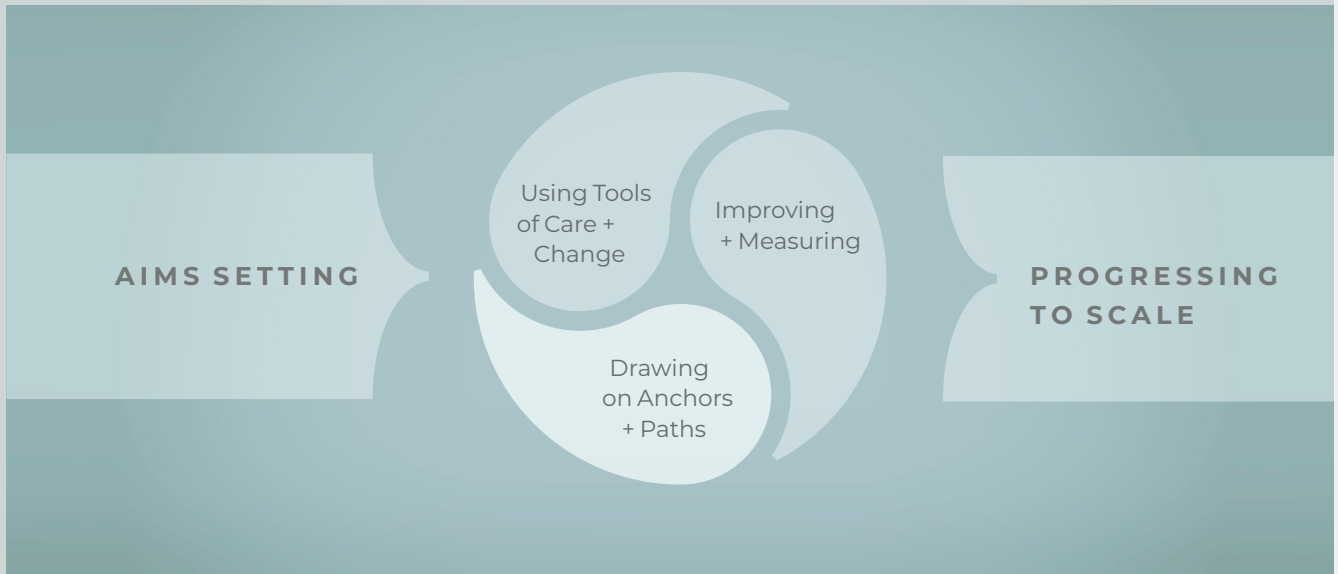 AIMS SETTING
Using Tools
of Care +
Change
Improving
+ Measuring
Drawing
on Anchors
+ Paths
PROGRESSING
TO SCALE